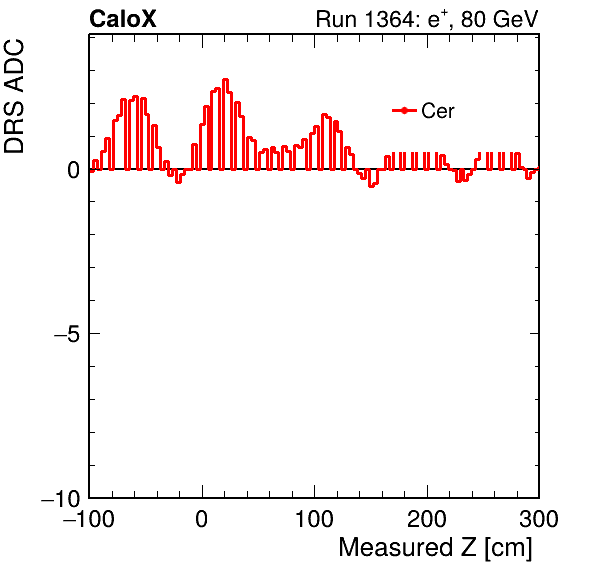 CaloX Run 1364: e⁺, 80 GeV
DRS ADC
Cer
0
−5
−10
−100 0 100 200 300
Measured Z [cm]